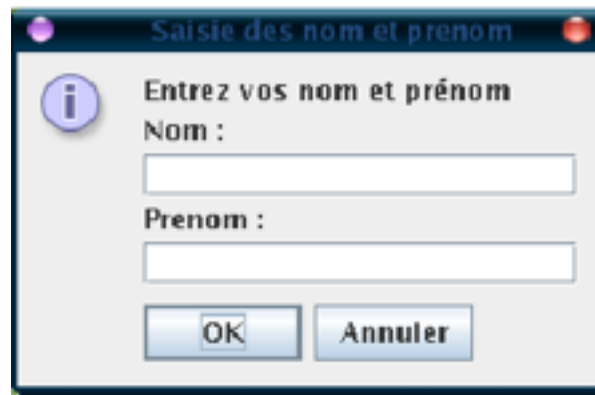 Saisie des nom et prenom
Entrez vos nom et prénom
Nom :
Prenom :
OK Annuler